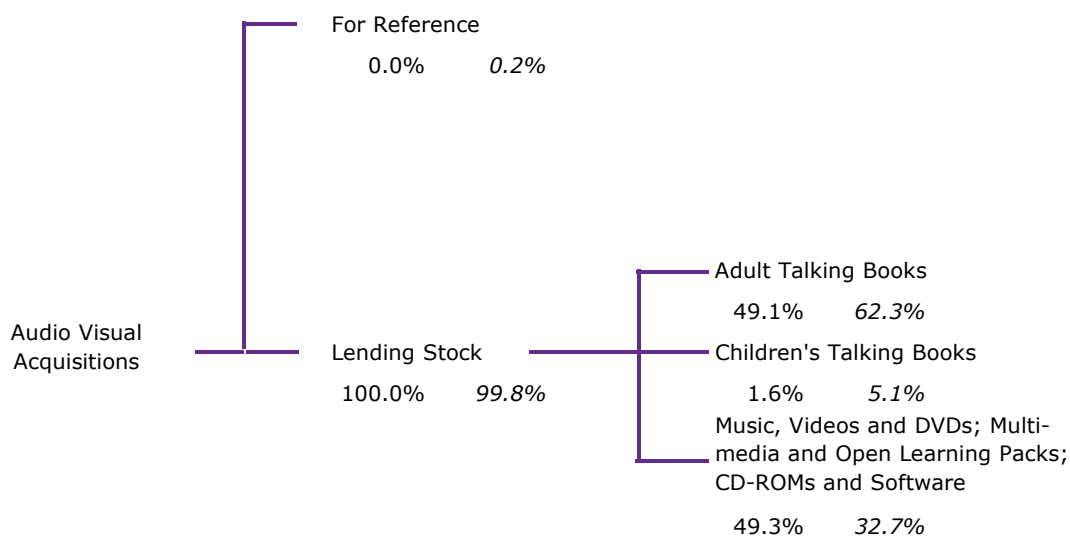 For Reference
0.0% 0.2%
Adult Talking Books
49.1% 62.3%
Audio Visual
Acquisitions
Lending Stock
100.0% 99.8%
Children's Talking Books
1.6% 5.1%
Music, Videos and DVDs; Multi-
media and Open Learning Packs;
CD-ROMs and Software
49.3% 32.7%